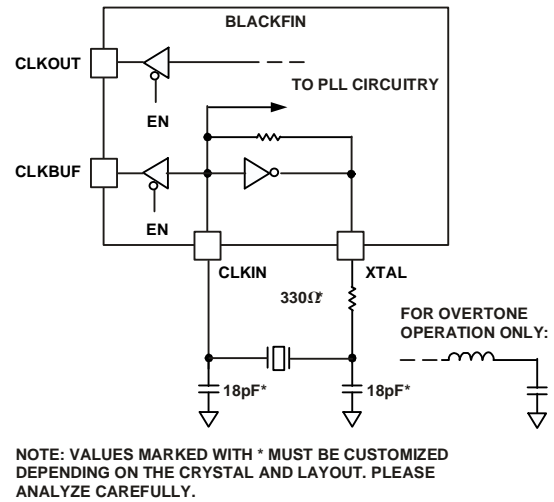 BLACKFIN
CLKOUT
TO PLL CIRCUITRY
EN
CLKBUF
EN
CLKIN
XTAL
330Ω*
FOR OVERTONE
OPERATION ONLY:
18pF*
18pF*
NOTE: VALUES MARKED WITH * MUST BE CUSTOMIZED
DEPENDING ON THE CRYSTAL AND LAYOUT. PLEASE
ANALYZE CAREFULLY.